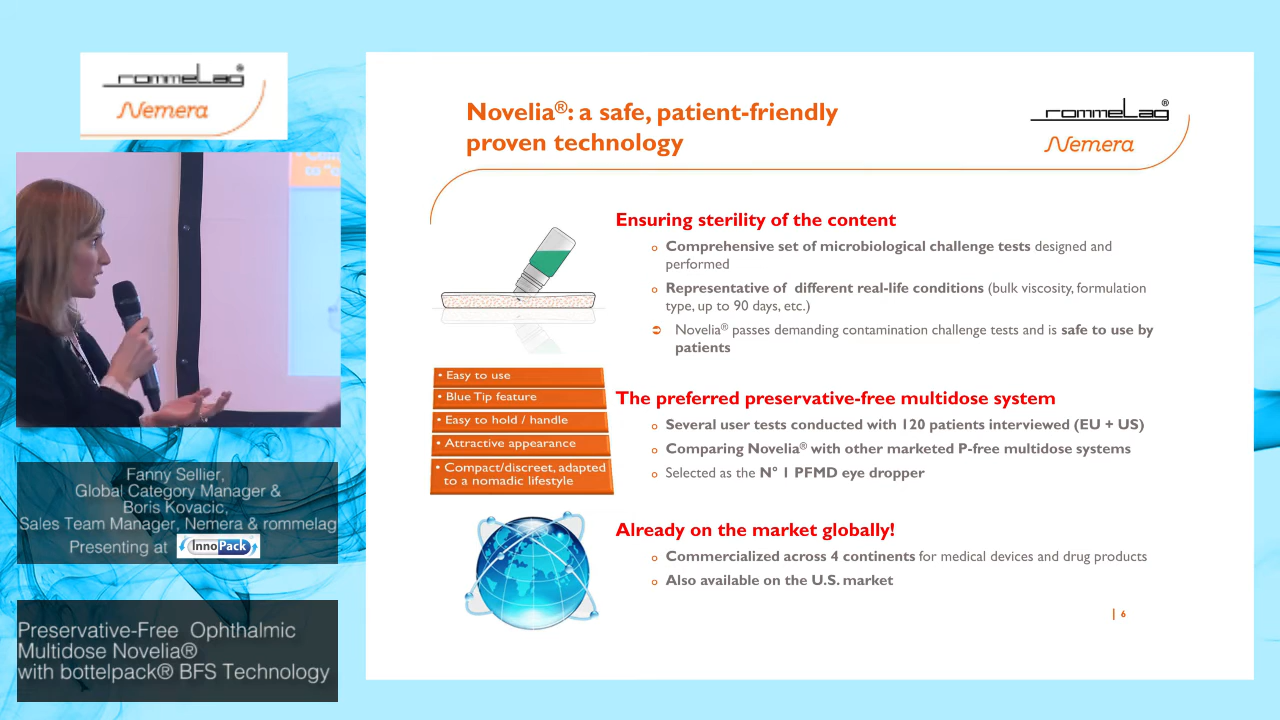 rommelag®
Nemera
Fanny Sellier,
Global Category Manager &
Boris Kovacic,
Sales Team Manager, Nemera & rommelag
Presenting at InnoPack
Preservative-Free Ophthalmic
Multidose Novelia®
with bottelpack® BFS Technology
Novelia®: a safe, patient-friendly
proven technology
rommelag®
Nemera
Ensuring sterility of the content
o Comprehensive set of microbiological challenge tests designed and
performed
o Representative of different real-life conditions (bulk viscosity, formulation
type, up to 90 days, etc.)
➲ Novelia® passes demanding contamination challenge tests and is safe to use by
patients
• Easy to use
• Blue Tip feature
• Easy to hold / handle
• Attractive appearance
• Compact/discreet, adapted
to a nomadic lifestyle
The preferred preservative-free multidose system
o Several user tests conducted with 120 patients interviewed (EU + US)
o Comparing Novelia® with other marketed P-free multidose systems
o Selected as the N° 1 PFMD eye dropper
Already on the market globally!
o Commercialized across 4 continents for medical devices and drug products
o Also available on the U.S. market
| 6